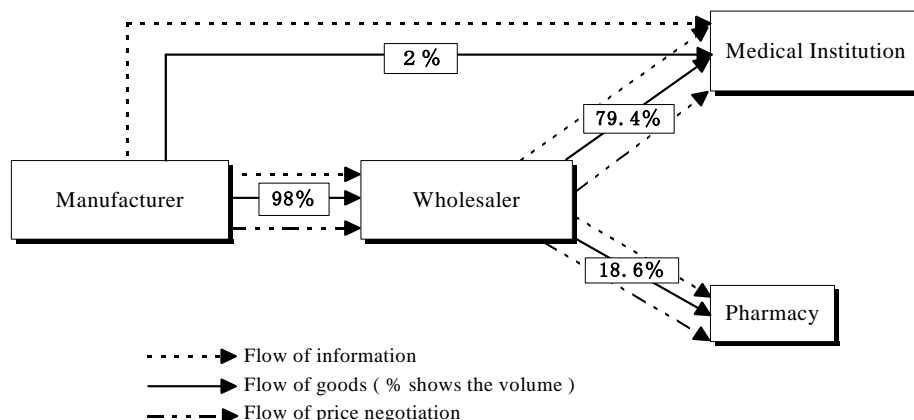 Medical Institution
2%
79.4%
Manufacturer
98%
Wholesaler
18.6%
Pharmacy
Flow of information
Flow of goods ( % shows the volume )
Flow of price negotiation